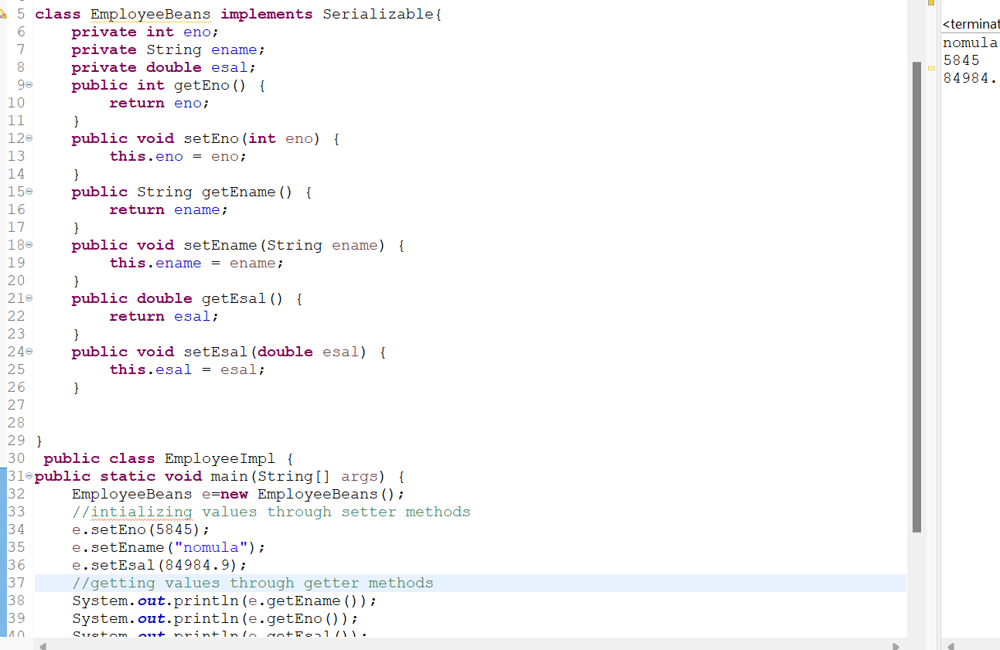 5 class EmployeeBeans implements Serializable{
6     private int eno;
7     private String ename;
8     private double esal;
9     public int getEno() {
10         return eno;
11     }
12     public void setEno(int eno) {
13         this.eno = eno;
14     }
15     public String getEname() {
16         return ename;
17     }
18     public void setEname(String ename) {
19         this.ename = ename;
20     }
21     public double getEsal() {
22         return esal;
23     }
24     public void setEsal(double esal) {
25         this.esal = esal;
26     }
27
28
29 }
30  public class EmployeeImpl {
31 public static void main(String[] args) {
32     EmployeeBeans e=new EmployeeBeans();
33     //intializing values through setter methods
34     e.setEno(5845);
35     e.setEname("nomula");
36     e.setEsal(84984.9);
37     //getting values through getter methods
38     System.out.println(e.getEname());
39     System.out.println(e.getEno());
40     System.out.println(e.getEsal());
<terminat
nomula
5845
84984.